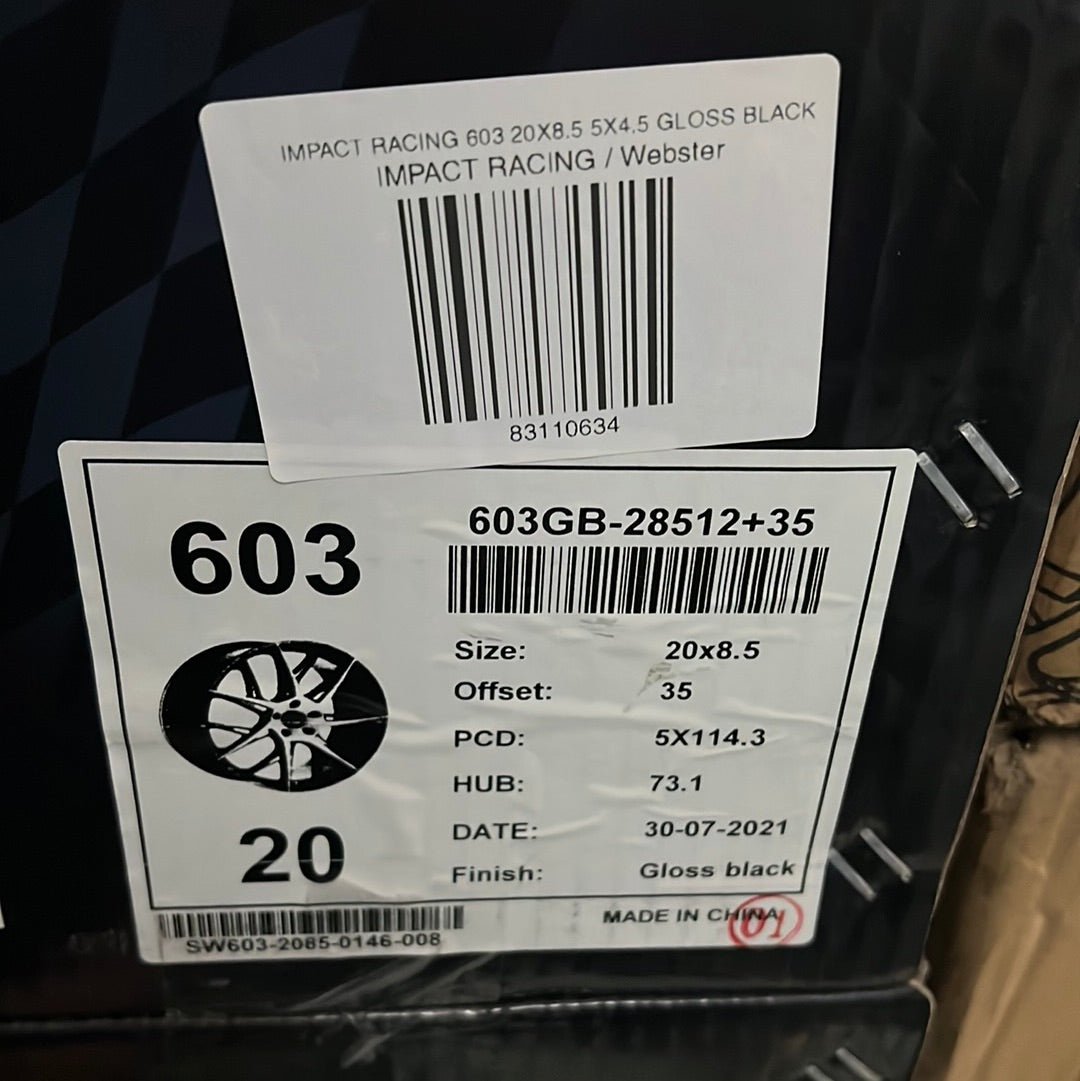 IMPACT RACING 603 20X8.5 5X4.5 GLOSS BLACK
IMPACT RACING / Webster
83110634
603
603GB-28512+35
Size: 20x8.5
Offset: 35
PCD: 5X114.3
HUB: 73.1
DATE: 30-07-2021
Finish: Gloss black
20
MADE IN CHINA
01
SW603-2085-0146-008